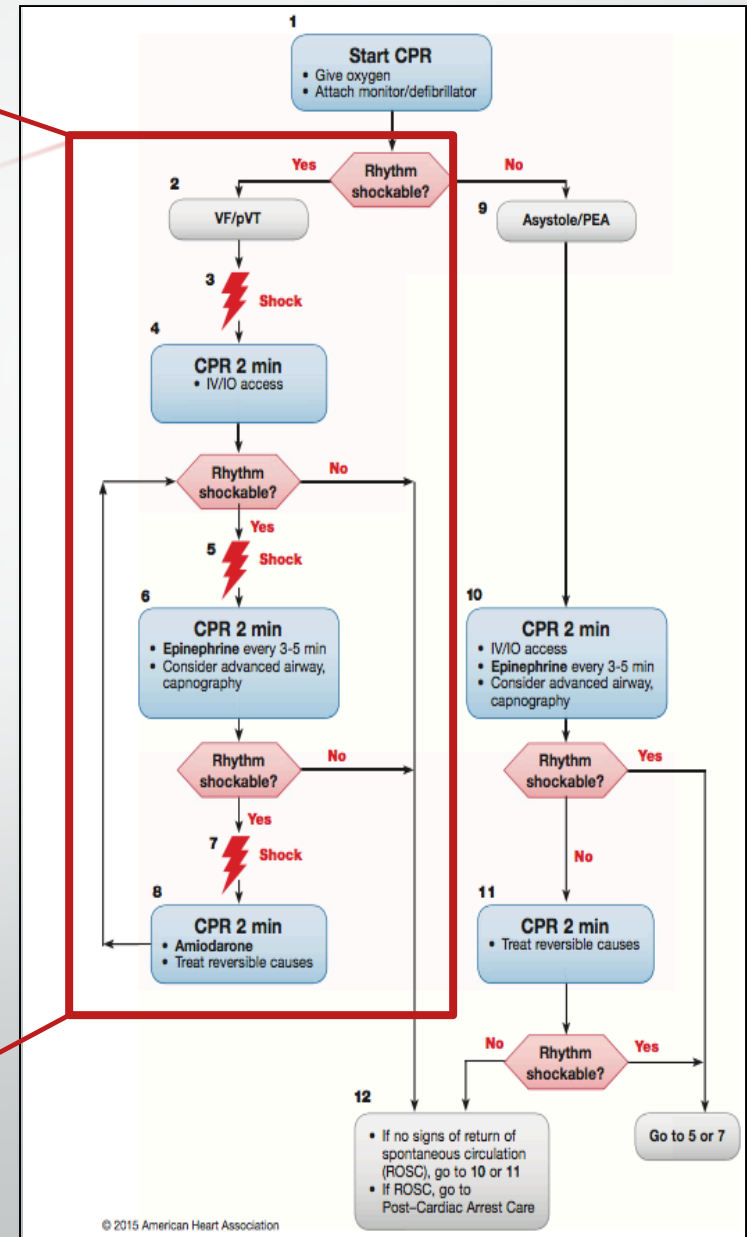 1
Start CPR
• Give oxygen
• Attach monitor/defibrillator
Yes
Rhythm
shockable?
No
2
VF/pVT
9
Asystole/PEA
3
Shock
4
CPR 2 min
• IV/IO access
Rhythm
shockable?
No
Yes
5
Shock
6
CPR 2 min
• Epinephrine every 3-5 min
• Consider advanced airway,
capnography
10
CPR 2 min
• IV/IO access
• Epinephrine every 3-5 min
• Consider advanced airway,
capnography
Rhythm
shockable?
No
Rhythm
shockable?
Yes
Yes
7
Shock
No
8
CPR 2 min
• Amiodarone
• Treat reversible causes
11
CPR 2 min
• Treat reversible causes
No
Rhythm
shockable?
Yes
12
• If no signs of return of
spontaneous circulation
(ROSC), go to 10 or 11
• If ROSC, go to
Post–Cardiac Arrest Care
Go to 5 or 7
© 2015 American Heart Association